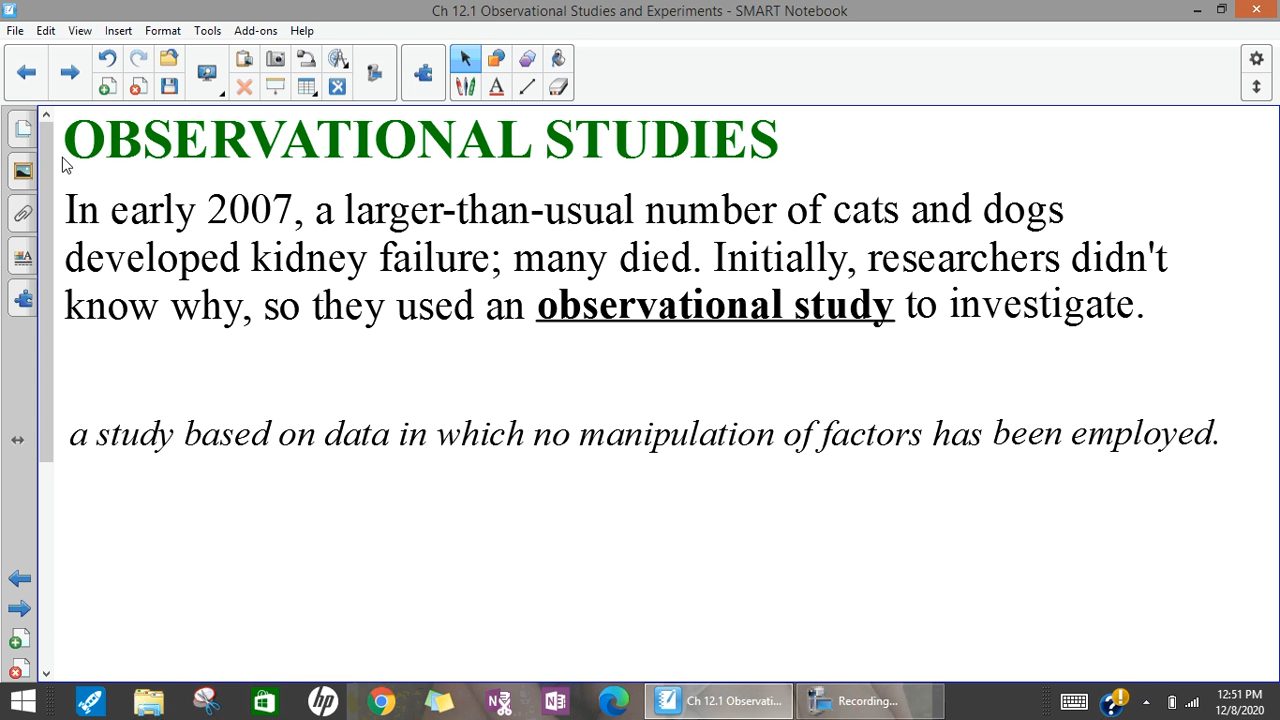 Ch 12.1 Observational Studies and Experiments - SMART Notebook
File Edit View Insert Format Tools Add-ons Help
OBSERVATIONAL STUDIES
In early 2007, a larger-than-usual number of cats and dogs
developed kidney failure; many died. Initially, researchers didn't
know why, so they used an observational study to investigate.
a study based on data in which no manipulation of factors has been employed.
Ch 12.1 Observati... Recording... 12:51 PM
12/8/2020